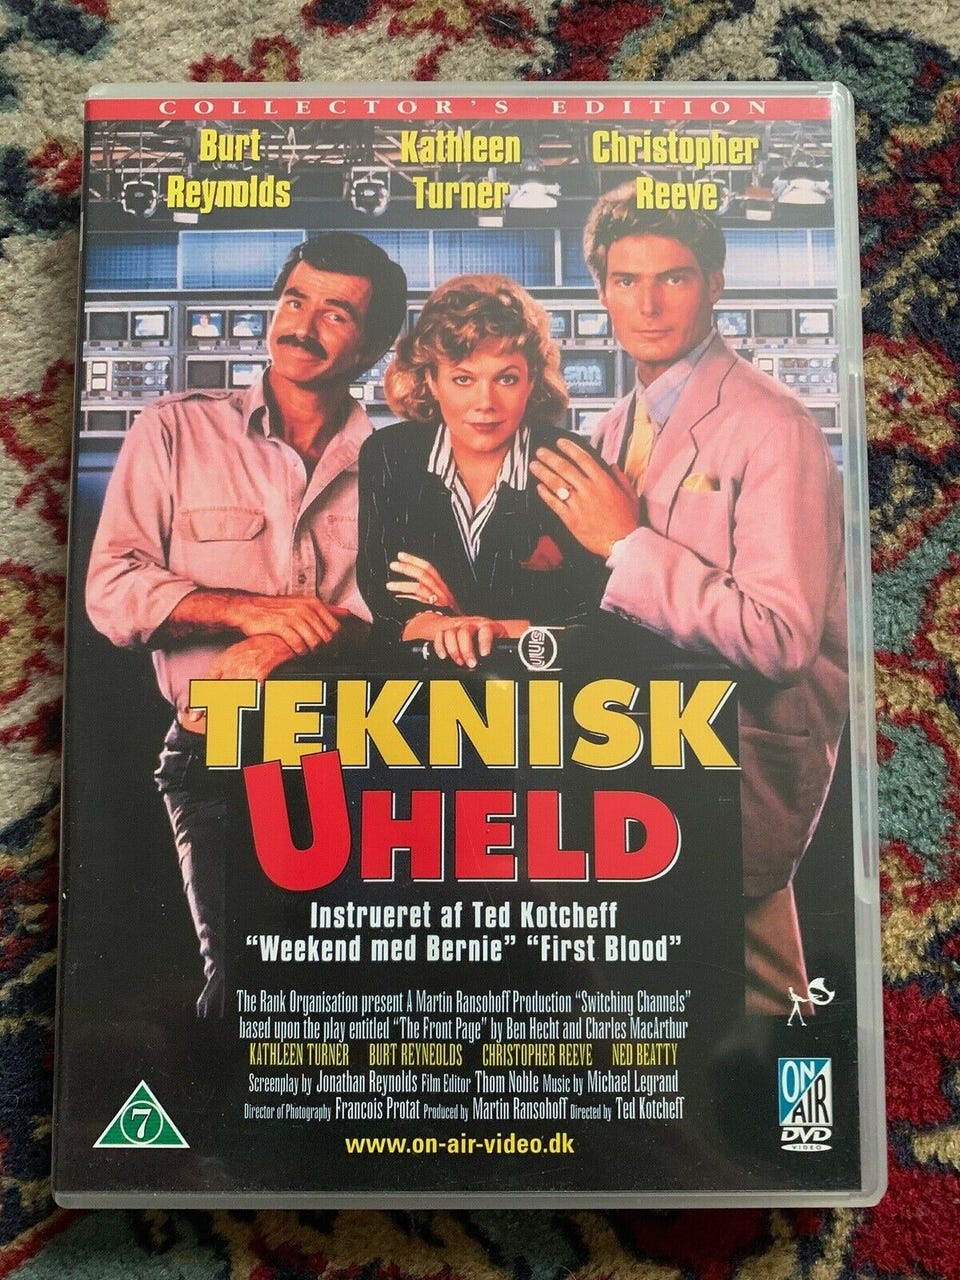 COLLECTOR'S EDITION
Burt Reynolds
Kathleen Turner
Christopher Reeve
TEKNISK
UHELD
Instrueret af Ted Kotcheff
"Weekend med Bernie" "First Blood"
The Rank Organisation present A Martin Ransohoff Production "Switching Channels"
based upon the play entitled "The Front Page" by Ben Hecht and Charles MacArthur
KATHLEEN TURNER BURT REYNEOLDS CHRISTOPHER REEVE NED BEATTY
Screenplay by Jonathan Reynolds Film Editor Thom Noble Music by Michael Legrand
Director of Photography Francois Protat Produced by Martin Ransohoff Directed by Ted Kotcheff
www.on-air-video.dk
7
ON
AIR
DVD
VIDEO